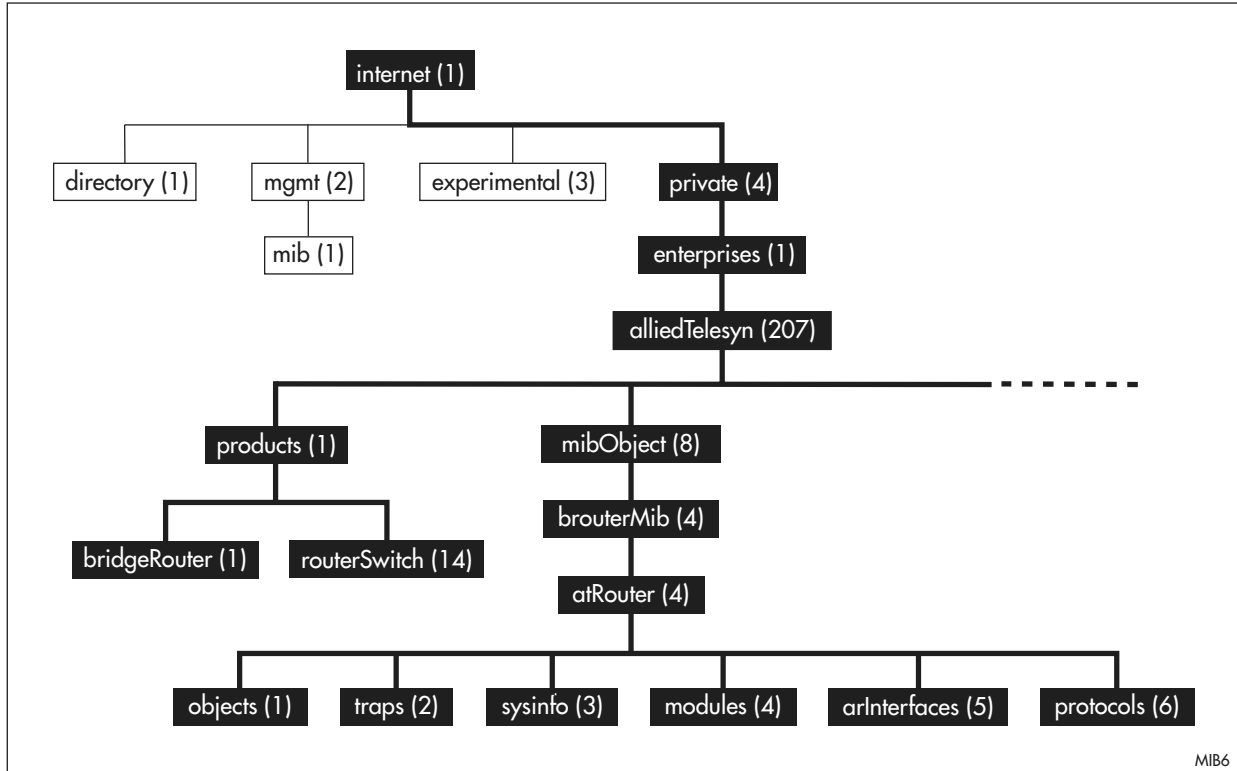 internet (1)
directory (1)
mgmt (2)
experimental (3)
private (4)
mib (1)
enterprises (1)
alliedTelesyn (207)
products (1)
mibObject (8)
brouterMib (4)
bridgeRouter (1)
routerSwitch (14)
atRouter (4)
objects (1)
traps (2)
sysinfo (3)
modules (4)
arInterfaces (5)
protocols (6)
MIB6